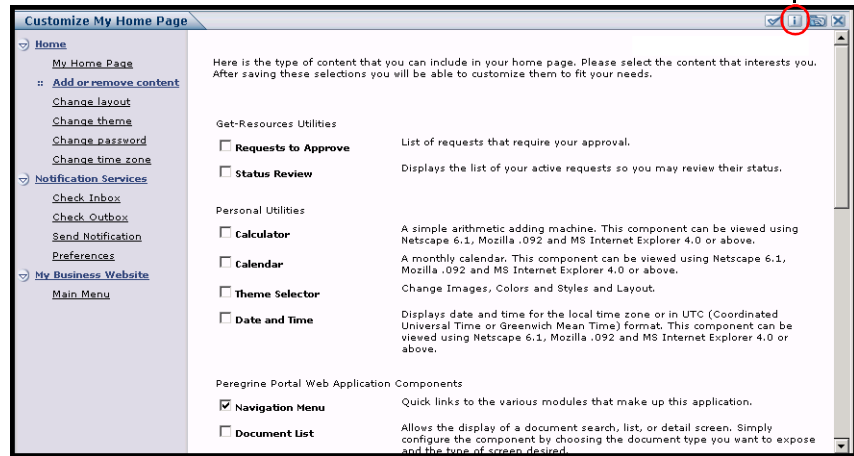 Customize My Home Page
Home
My Home Page
:: Add or remove content
Change layout
Change theme
Change password
Change time zone
Notification Services
Check Inbox
Check Outbox
Send Notification
Preferences
My Business Website
Main Menu
Here is the type of content that you can include in your home page. Please select the content that interests you.
After saving these selections you will be able to customize them to fit your needs.
Get-Resources Utilities
Requests to Approve
List of requests that require your approval.
Status Review
Displays the list of your active requests so you may review their status.
Personal Utilities
Calculator
A simple arithmetic adding machine. This component can be viewed using
Netscape 6.1, Mozilla .092 and MS Internet Explorer 4.0 or above.
Calendar
A monthly calendar. This component can be viewed using Netscape 6.1,
Mozilla .092 and MS Internet Explorer 4.0 or above.
Theme Selector
Change Images, Colors and Styles and Layout.
Date and Time
Displays date and time for the local time zone or in UTC (Coordinated
Universal Time or Greenwich Mean Time) format. This component can be
viewed using Netscape 6.1, Mozilla .092 and MS Internet Explorer 4.0 or
above.
Peregrine Portal Web Application Components
Navigation Menu
Quick links to the various modules that make up this application.
Document List
Allows the display of a document search, list, or detail screen. Simply
configure the component by choosing the document type you want to expose
and the type of screen desired.